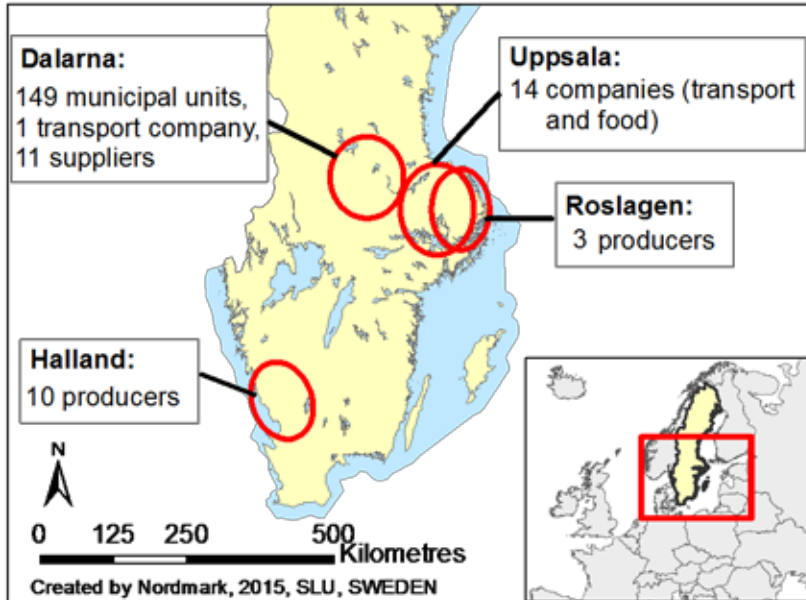 Dalarna:
149 municipal units,
1 transport company,
11 suppliers
Uppsala:
14 companies (transport
and food)
Roslagen:
3 producers
Halland:
10 producers
N
0 125 250 500
Kilometres
Created by Nordmark, 2015, SLU, SWEDEN